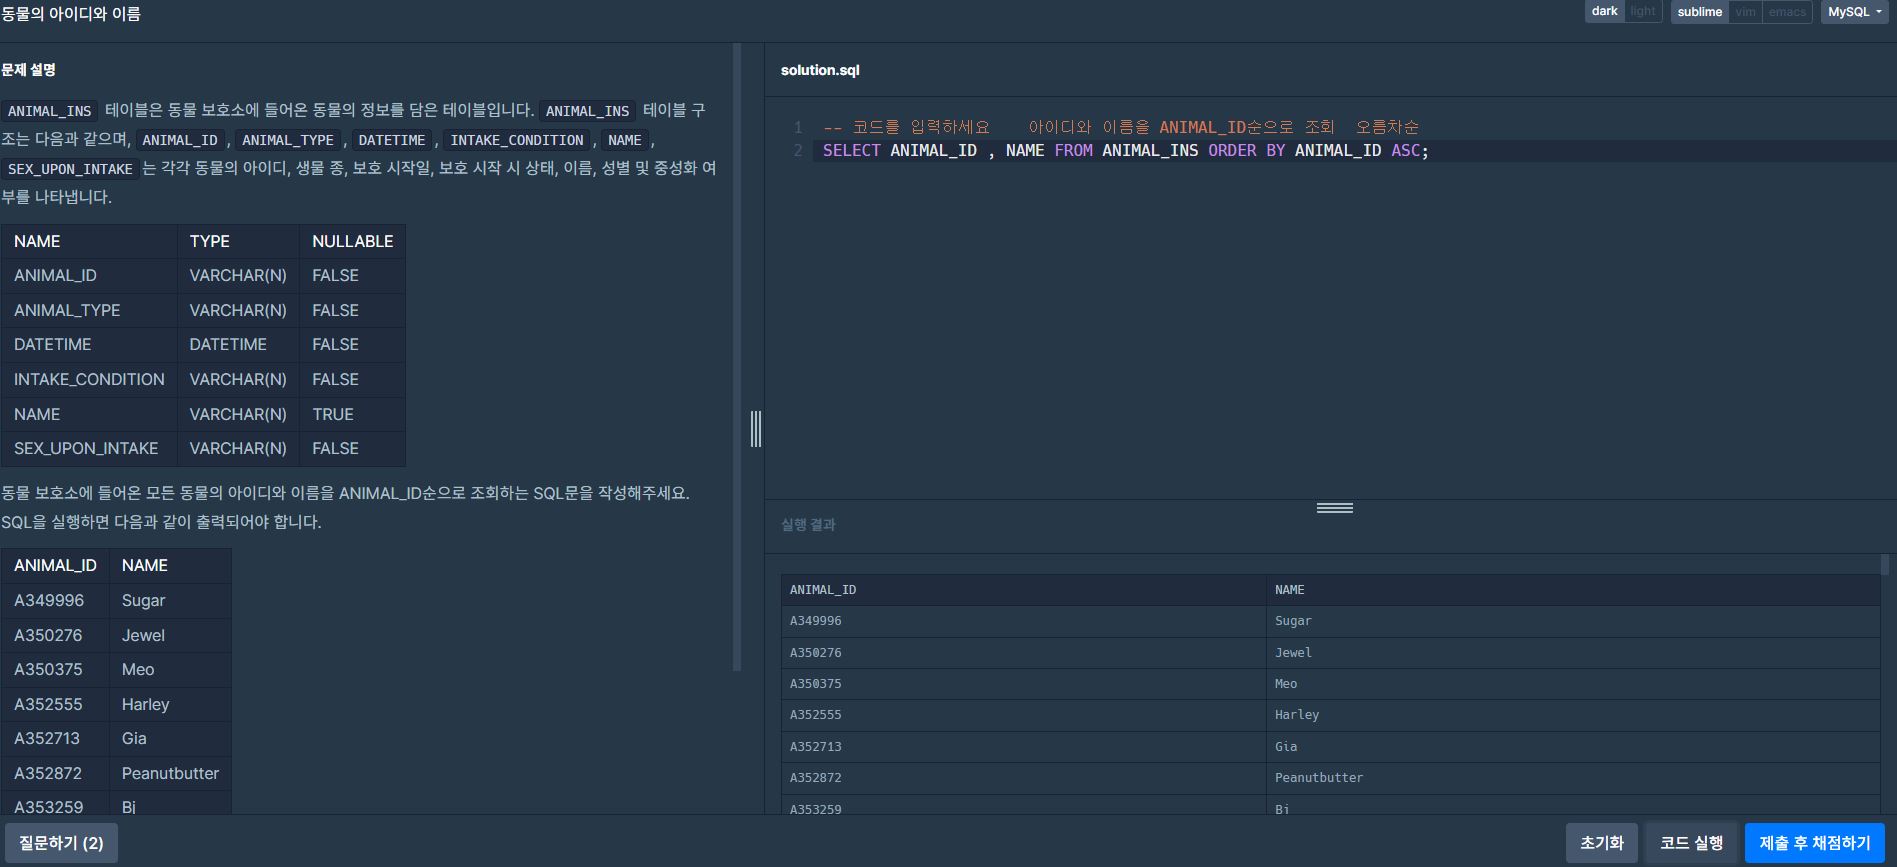 동물의 아이디와 이름
dark light sublime vim emacs MySQL
문제 설명
ANIMAL_INS 테이블은 동물 보호소에 들어온 동물의 정보를 담은 테이블입니다. ANIMAL_INS 테이블 구
조는 다음과 같으며, ANIMAL_ID, ANIMAL_TYPE, DATETIME, INTAKE_CONDITION, NAME,
SEX_UPON_INTAKE는 각각 동물의 아이디, 생물 종, 보호 시작일, 보호 시작 시 상태, 이름, 성별 및 중성화 여
부를 나타냅니다.
NAME TYPE NULLABLE
ANIMAL_ID VARCHAR(N) FALSE
ANIMAL_TYPE VARCHAR(N) FALSE
DATETIME DATETIME FALSE
INTAKE_CONDITION VARCHAR(N) FALSE
NAME VARCHAR(N) TRUE
SEX_UPON_INTAKE VARCHAR(N) FALSE
동물 보호소에 들어온 모든 동물의 아이디와 이름을 ANIMAL_ID순으로 조회하는 SQL문을 작성해주세요.
SQL을 실행하면 다음과 같이 출력되어야 합니다.
ANIMAL_ID NAME
A349996 Sugar
A350276 Jewel
A350375 Meo
A352555 Harley
A352713 Gia
A352872 Peanutbutter
A353259 Bj
solution.sql
1 -- 코드를 입력하세요 아이디와 이름을 ANIMAL_ID순으로 조회 오름차순
2 SELECT ANIMAL_ID , NAME FROM ANIMAL_INS ORDER BY ANIMAL_ID ASC;
실행 결과
ANIMAL_ID NAME
A349996 Sugar
A350276 Jewel
A350375 Meo
A352555 Harley
A352713 Gia
A352872 Peanutbutter
A353259 Bj
질문하기 (2)
초기화 코드 실행 제출 후 채점하기